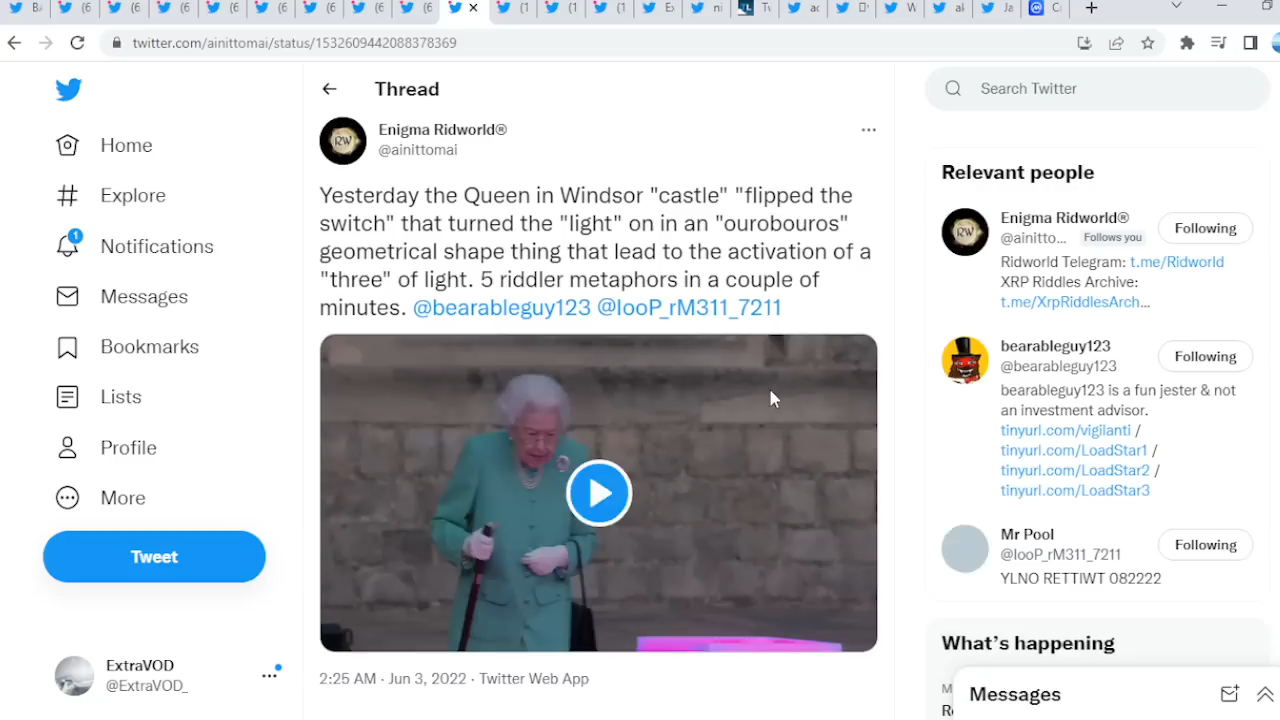 twitter.com/ainittomai/status/1532609442088378369
Home
Explore
1
Notifications
Messages
Bookmarks
Lists
Profile
More
Tweet
ExtraVOD
@ExtraVOD_
Thread
RW
Enigma Ridworld®
@ainittomai
Yesterday the Queen in Windsor "castle" "flipped the
switch" that turned the "light" on in an "ourobouros"
geometrical shape thing that lead to the activation of a
"three" of light. 5 riddler metaphors in a couple of
minutes. @bearableguy123 @looP_rM311_7211
2:25 AM · Jun 3, 2022 · Twitter Web App
Search Twitter
Relevant people
RW
Enigma Ridworld®
@ainitto... Follows you
Following
Ridworld Telegram: t.me/Ridworld
XRP Riddles Archive:
t.me/XrpRiddlesArch...
bearableguy123
@bearableguy123
Following
bearableguy123 is a fun jester & not
an investment advisor.
tinyurl.com/vigilanti /
tinyurl.com/LoadStar1 /
tinyurl.com/LoadStar2 /
tinyurl.com/LoadStar3
Mr Pool
@looP_rM311_7211
Following
YLNO RETTIWT 082222
What's happening
Messages